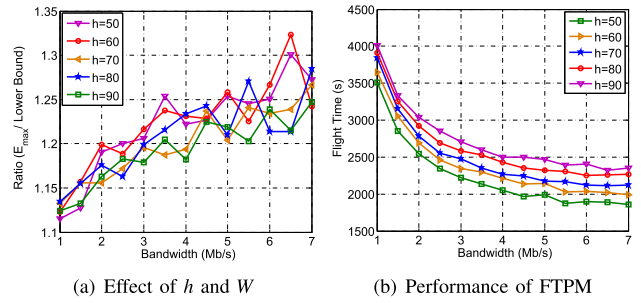 h=50
h=60
h=70
h=80
h=90
Ratio (E_max, Lower Bound)
1.3
1.25
1.2
1.15
1.1
1 2 3 4 5 6 7
Bandwidth (Mb/s)
(a) Effect of h and W
h=50
h=60
h=70
h=80
h=90
Flight Time (s)
4500
4000
3500
3000
2500
2000
1500
1 2 3 4 5 6 7
Bandwidth (Mb/s)
(b) Performance of FTPM